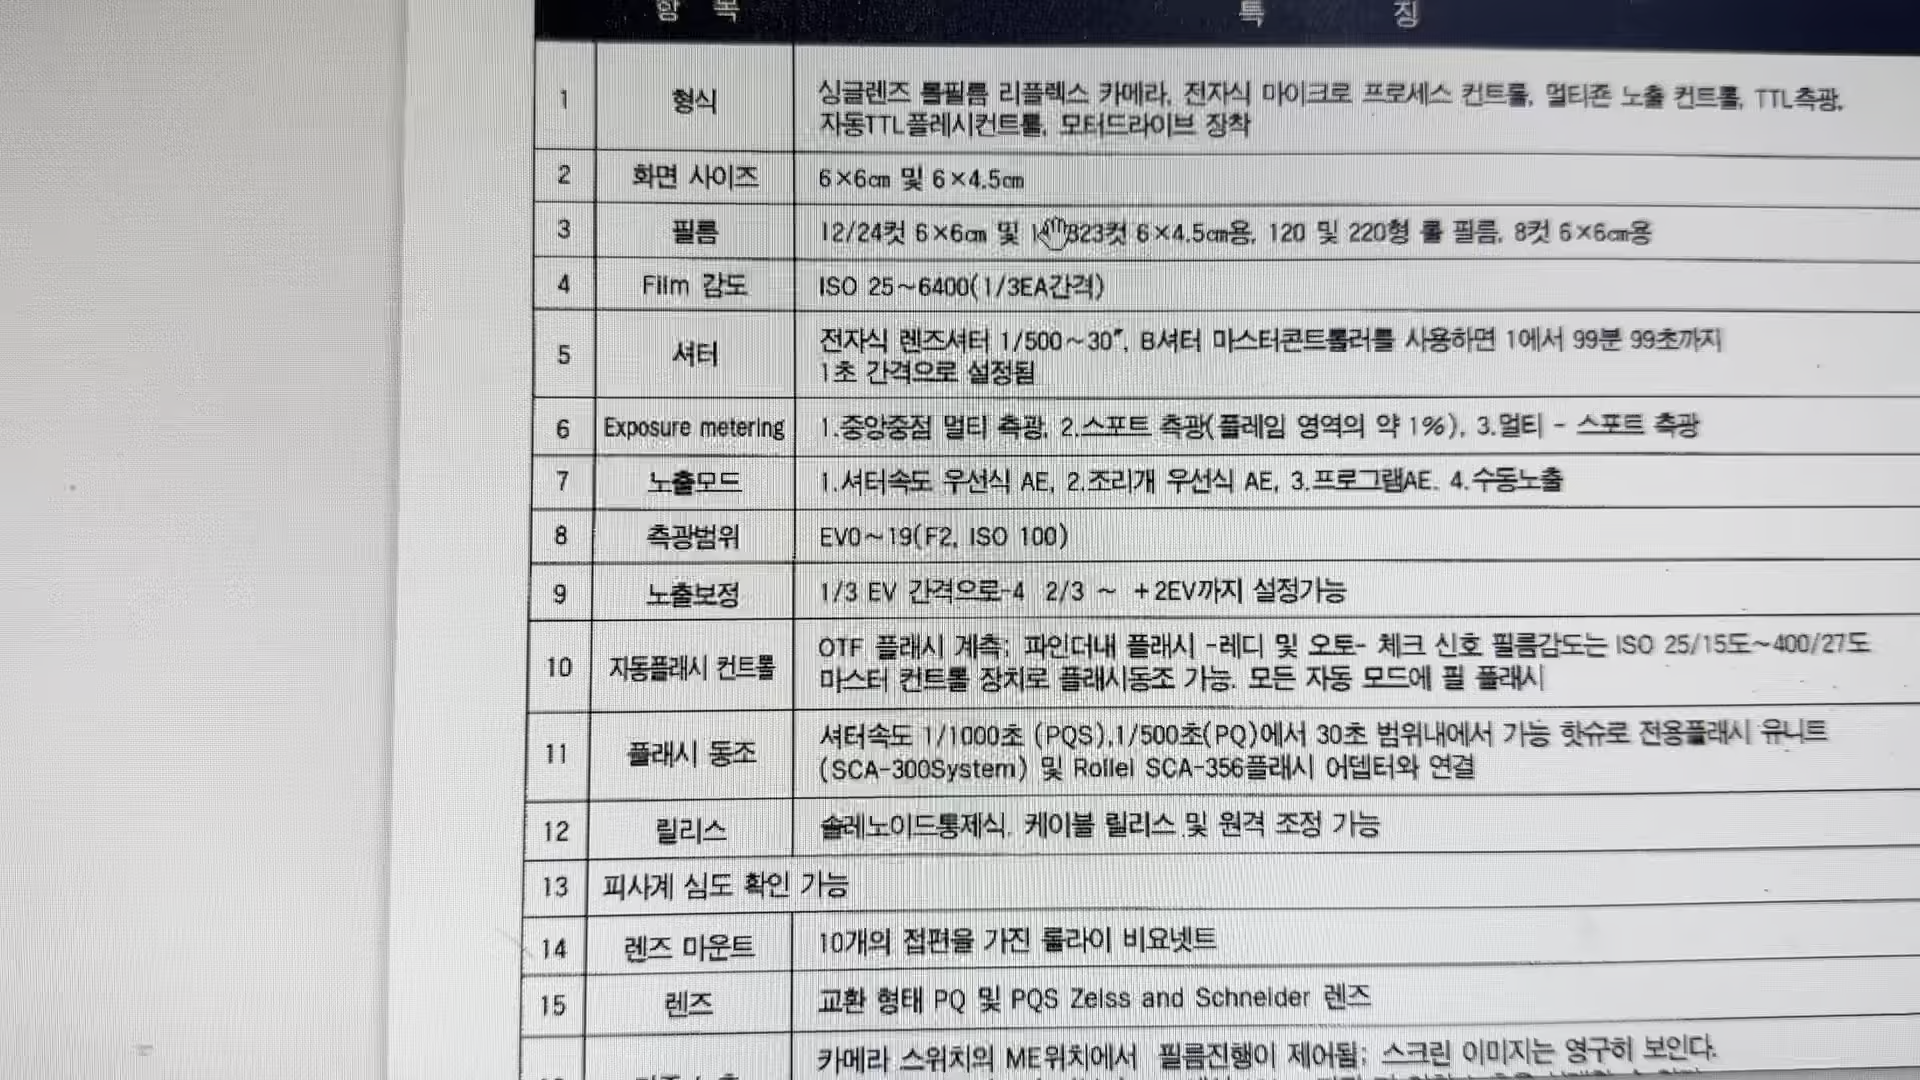 항 목 특 징
1 형식 싱글렌즈 롤필름 리플렉스 카메라, 전자식 마이크로 프로세스 컨트롤, 멀티죤 노출 컨트롤, TTL측광,
자동TTL플레시컨트롤, 모터드라이브 장착
2 화면 사이즈 6×6㎝ 및 6×4.5㎝
3 필름 12/24컷 6×6㎝ 및 823컷 6×4.5㎝용, 120 및 220형 롤 필름, 8컷 6×6㎝용
4 Film 감도 ISO 25~6400(1/3EA간격)
5 셔터 전자식 렌즈셔터 1/500~30″, B셔터 마스터콘트롤러를 사용하면 1에서 99분 99초까지
1초 간격으로 설정됨
6 Exposure metering 1.중앙중점 멀티 측광, 2.스포트 측광(플레임 영역의 약 1%), 3.멀티 - 스포트 측광
7 노출모드 1.셔터속도 우선식 AE, 2.조리개 우선식 AE, 3.프로그램AE. 4.수동노출
8 측광범위 EV0~19(F2, ISO 100)
9 노출보정 1/3 EV 간격으로-4 2/3 ~ +2EV까지 설정가능
10 자동플래시 컨트롤 OTF 플래시 계측; 파인더내 플래시 -레디 및 오토- 체크 신호 필름감도는 ISO 25/15도~400/27도
마스터 컨트롤 장치로 플래시동조 가능. 모든 자동 모드에 필 플래시
11 플래시 동조 셔터속도 1/1000초 (PQS),1/500초(PQ)에서 30초 범위내에서 가능 핫슈로 전용플래시 유니트
(SCA-300System) 및 Rollei SCA-356플래시 어뎁터와 연결
12 릴리스 솔레노이드통제식. 케이블 릴리스 및 원격 조정 가능
13 피사계 심도 확인 가능
14 렌즈 마운트 10개의 접편을 가진 롤라이 비요넷트
15 렌즈 교환 형태 PQ 및 PQS Zeiss and Schneider 렌즈
카메라 스위치의 ME위치에서 필름진행이 제어됨; 스크린 이미지는 영구히 보인다.